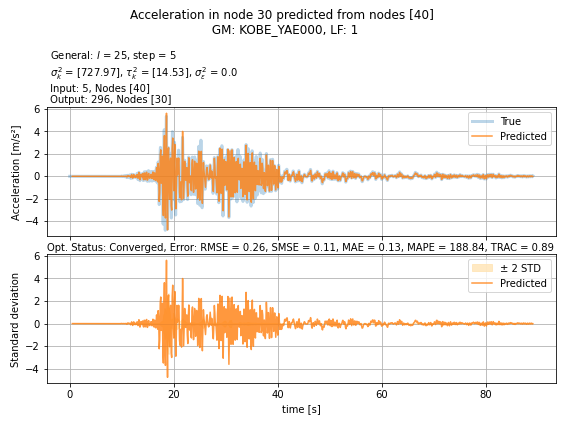 Acceleration in node 30 predicted from nodes [40]
GM: KOBE_YAE000, LF: 1
General: l = 25, step = 5
σ²ₖ = [727.97], τ²ₖ = [14.53], σ²ε = 0.0
Input: 5, Nodes [40]
Output: 296, Nodes [30]
6
4
2
0
−2
−4
Acceleration [m/s²]
True
Predicted
Opt. Status: Converged, Error: RMSE = 0.26, SMSE = 0.11, MAE = 0.13, MAPE = 188.84, TRAC = 0.89
6
4
2
0
−2
−4
Standard deviation
± 2 STD
Predicted
0 20 40 60 80
time [s]